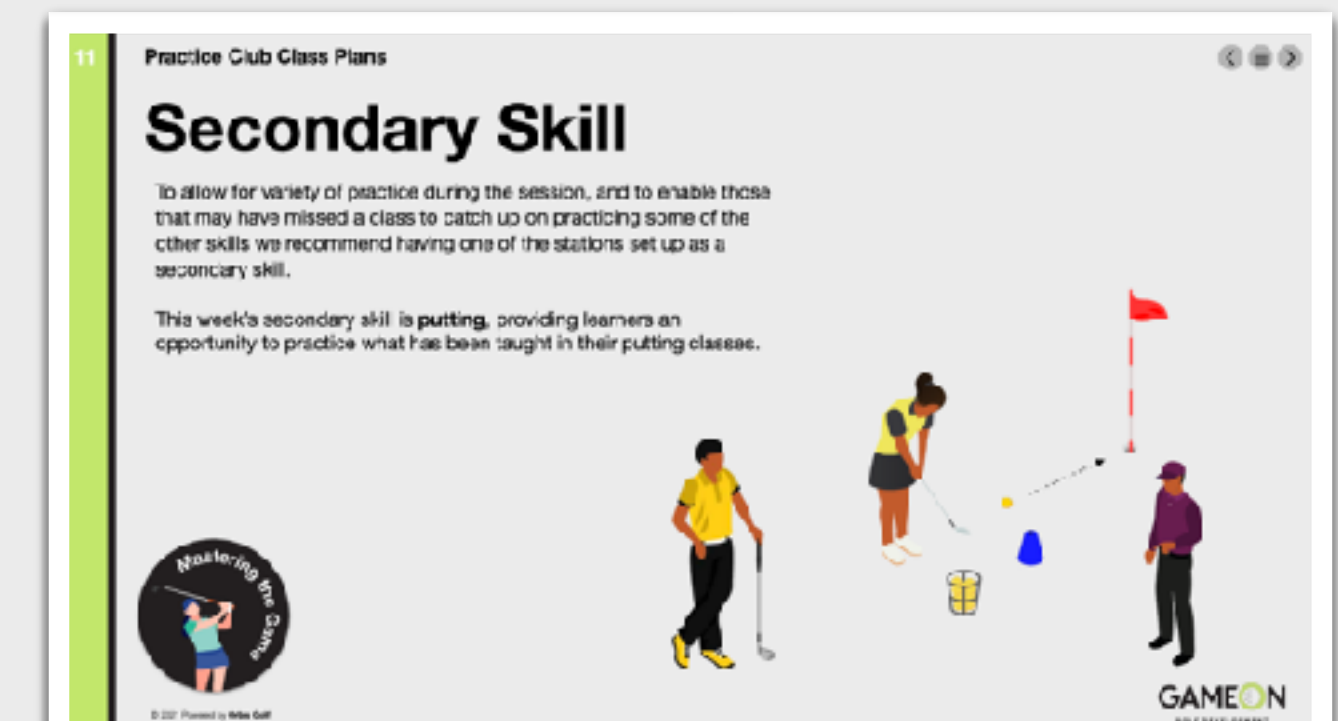 11
Practice Club Class Plans
Secondary Skill
To allow for variety of practice during the session, and to enable those
that may have missed a class to catch up on practicing some of the
other skills we recommend having one of the stations set up as a
secondary skill.
This week's secondary skill is putting, providing learners an
opportunity to practice what has been taught in their putting classes.
Mastering the Game
Powered by
GAMEON